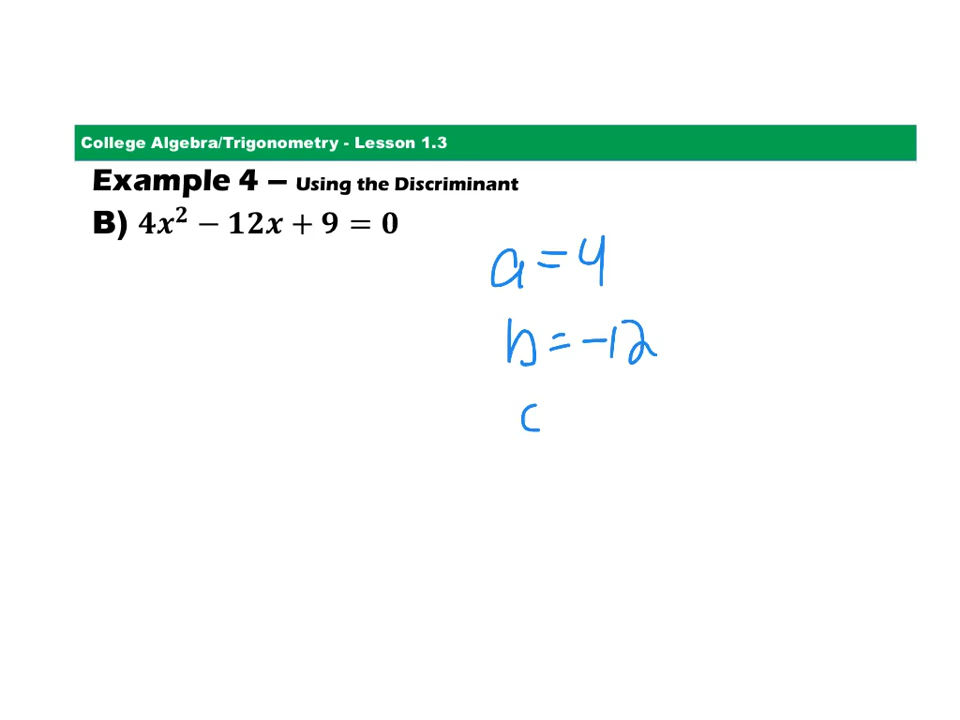 College Algebra/Trigonometry - Lesson 1.3
Example 4 – Using the Discriminant
B) 4x² − 12x + 9 = 0
a = 4
b = -12
c